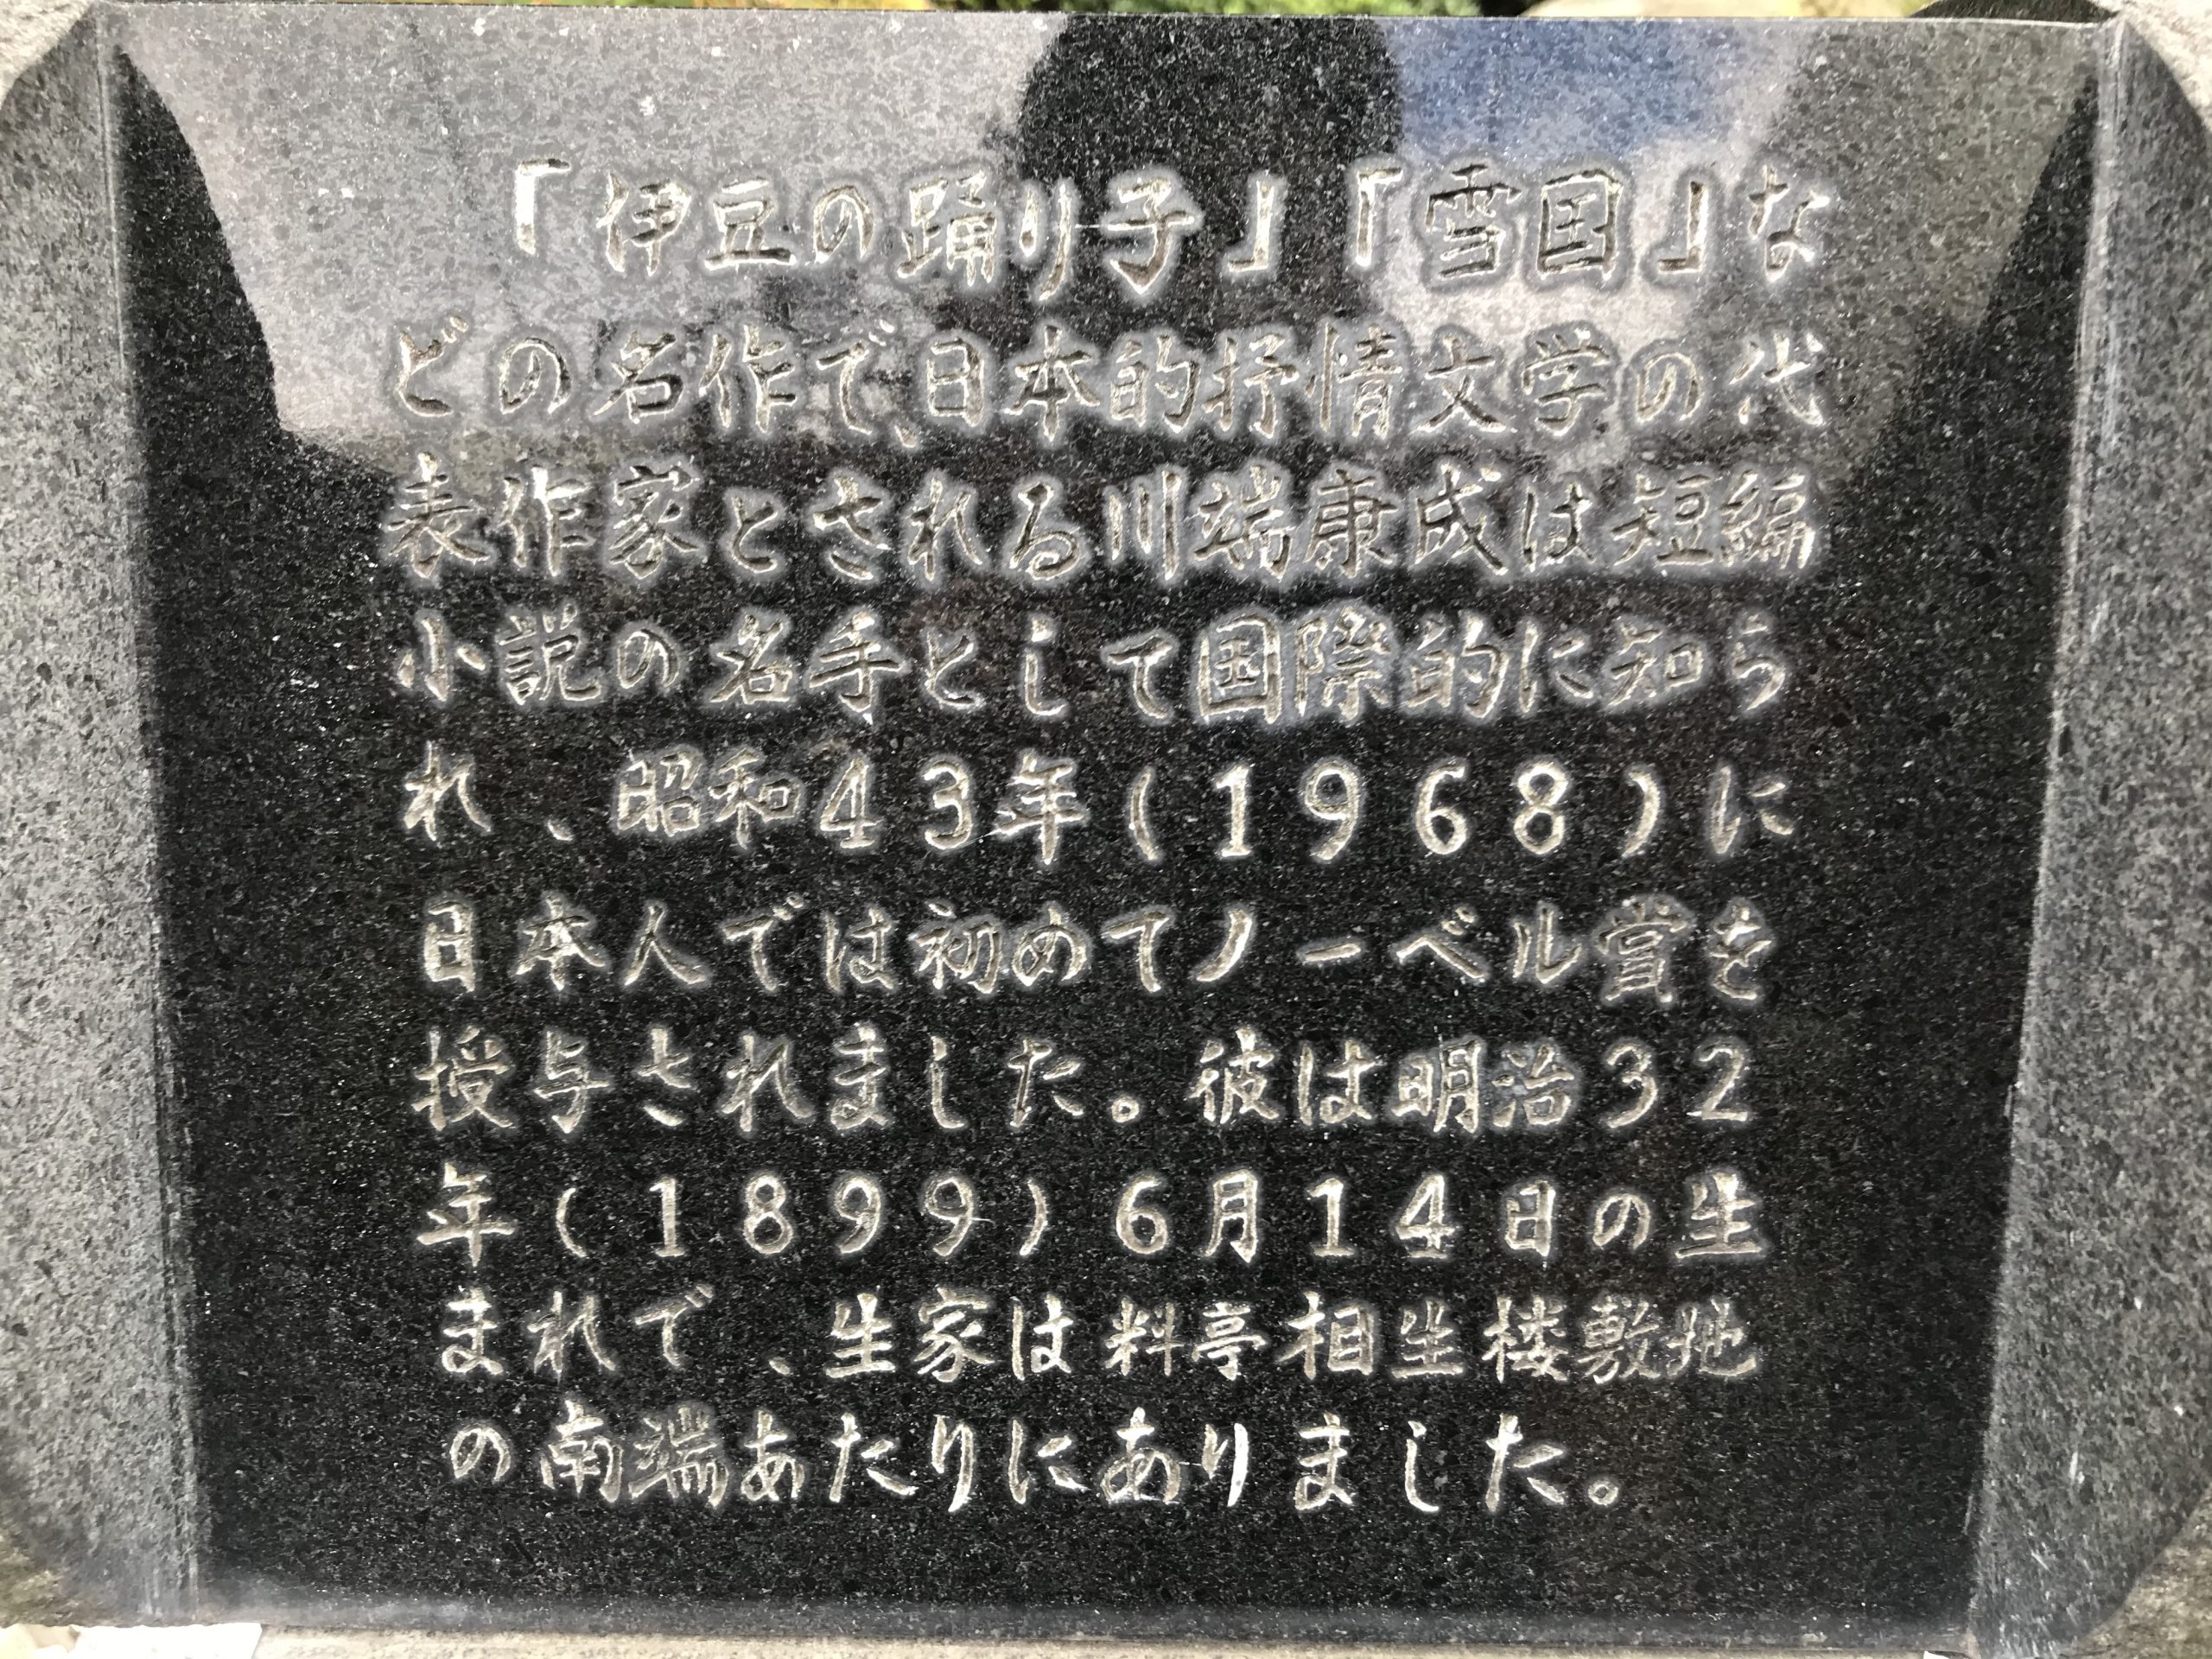 「伊豆の踊り子」「雪国」な
どの名作で、日本的抒情文学の代
表作家とされる川端康成は短編
小説の名手として国際的に知ら
れ、昭和43年(1968)に
日本人では初めてノーベル賞を
授与されました。彼は明治32
年(1899)6月14日の生
まれで、生家は料亭相生楼敷地
の南端あたりにありました。